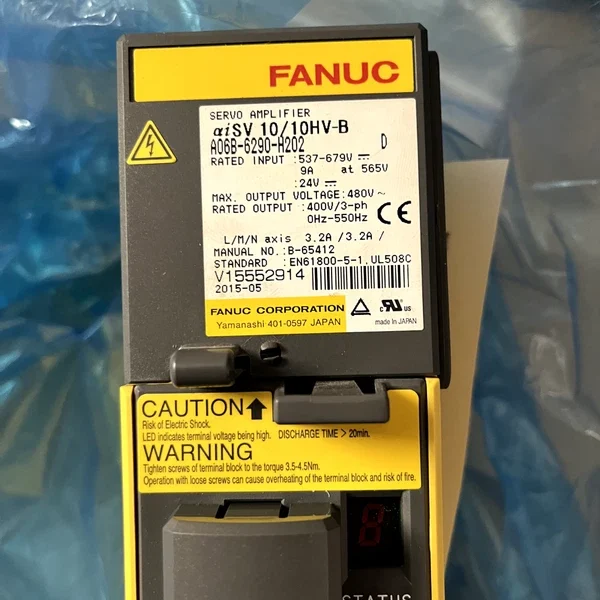 FANUC
SERVO AMPLIFIER
αiSV 10/10HV-B
A06B-6290-H202 D
RATED INPUT :537-679V ⎓
9A at 565V
:24V ⎓
MAX. OUTPUT VOLTAGE:480V ~
RATED OUTPUT :400V/3-ph
0Hz-550Hz
CE
L/M/N axis 3.2A /3.2A /
MANUAL NO.:B-65412
STANDARD :EN61800-5-1,UL508C
V15552914
2015-05
FANUC CORPORATION
Yamanashi 401-0597 JAPAN
c RU US
made in JAPAN
CAUTION
Risk of Electric Shock.
LED indicates terminal voltage being high. DISCHARGE TIME > 20min.
WARNING
Tighten screws of terminal block to the torque 3.5-4.5Nm.
Operation with loose screws can cause overheating of the terminal block and risk of fire.
8
STATUS